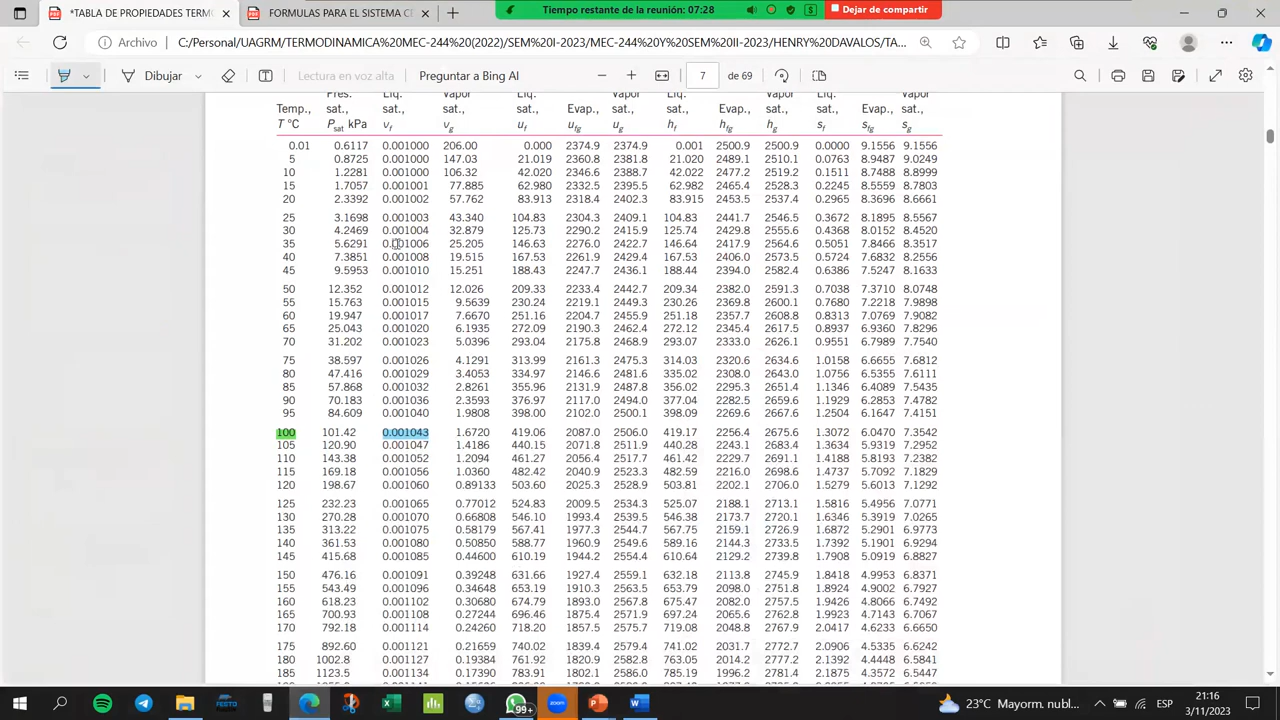 *TABLA DE PROPIEDADES TERMO
FORMULAS PARA EL SISTEMA CE
Tiempo restante de la reunión: 07:28
Dejar de compartir
Archivo
C:/Personal/UAGRM/TERMODINAMICA%20MEC-244%20(2022)/SEM%20I-2023/MEC-244%20Y%20SEM%20II-2023/HENRY%20DAVALOS/TA...
Dibujar
Lectura en voz alta
Preguntar a Bing AI
7 de 69
Pres. Líq. Vapor Líq. Vapor Líq. Vapor Líq. Vapor
Temp., sat., sat., sat., sat., Evap., sat., sat., Evap., sat., sat., Evap., sat.,
T °C Psat kPa vf vg uf ufg ug hf hfg hg sf sfg sg
0.01 0.6117 0.001000 206.00 0.000 2374.9 2374.9 0.001 2500.9 2500.9 0.0000 9.1556 9.1556
5 0.8725 0.001000 147.03 21.019 2360.8 2381.8 21.020 2489.1 2510.1 0.0763 8.9487 9.0249
10 1.2281 0.001000 106.32 42.020 2346.6 2388.7 42.022 2477.2 2519.2 0.1511 8.7488 8.8999
15 1.7057 0.001001 77.885 62.980 2332.5 2395.5 62.982 2465.4 2528.3 0.2245 8.5559 8.7803
20 2.3392 0.001002 57.762 83.913 2318.4 2402.3 83.915 2453.5 2537.4 0.2965 8.3696 8.6661
25 3.1698 0.001003 43.340 104.83 2304.3 2409.1 104.83 2441.7 2546.5 0.3672 8.1895 8.5567
30 4.2469 0.001004 32.879 125.73 2290.2 2415.9 125.74 2429.8 2555.6 0.4368 8.0152 8.4520
35 5.6291 0.001006 25.205 146.63 2276.0 2422.7 146.64 2417.9 2564.6 0.5051 7.8466 8.3517
40 7.3851 0.001008 19.515 167.53 2261.9 2429.4 167.53 2406.0 2573.5 0.5724 7.6832 8.2556
45 9.5953 0.001010 15.251 188.43 2247.7 2436.1 188.44 2394.0 2582.4 0.6386 7.5247 8.1633
50 12.352 0.001012 12.026 209.33 2233.4 2442.7 209.34 2382.0 2591.3 0.7038 7.3710 8.0748
55 15.763 0.001015 9.5639 230.24 2219.1 2449.3 230.26 2369.8 2600.1 0.7680 7.2218 7.9898
60 19.947 0.001017 7.6670 251.16 2204.7 2455.9 251.18 2357.7 2608.8 0.8313 7.0769 7.9082
65 25.043 0.001020 6.1935 272.09 2190.3 2462.4 272.12 2345.4 2617.5 0.8937 6.9360 7.8296
70 31.202 0.001023 5.0396 293.04 2175.8 2468.9 293.07 2333.0 2626.1 0.9551 6.7989 7.7540
75 38.597 0.001026 4.1291 313.99 2161.3 2475.3 314.03 2320.6 2634.6 1.0158 6.6655 7.6812
80 47.416 0.001029 3.4053 334.97 2146.6 2481.6 335.02 2308.0 2643.0 1.0756 6.5355 7.6111
85 57.868 0.001032 2.8261 355.96 2131.9 2487.8 356.02 2295.3 2651.4 1.1346 6.4089 7.5435
90 70.183 0.001036 2.3593 376.97 2117.0 2494.0 377.04 2282.5 2659.6 1.1929 6.2853 7.4782
95 84.609 0.001040 1.9808 398.00 2102.0 2500.1 398.09 2269.6 2667.6 1.2504 6.1647 7.4151
100 101.42 0.001043 1.6720 419.06 2087.0 2506.0 419.17 2256.4 2675.6 1.3072 6.0470 7.3542
105 120.90 0.001047 1.4186 440.15 2071.8 2511.9 440.28 2243.1 2683.4 1.3634 5.9319 7.2952
110 143.38 0.001052 1.2094 461.27 2056.4 2517.7 461.42 2229.7 2691.1 1.4188 5.8193 7.2382
115 169.18 0.001056 1.0360 482.42 2040.9 2523.3 482.59 2216.0 2698.6 1.4737 5.7092 7.1829
120 198.67 0.001060 0.89133 503.60 2025.3 2528.9 503.81 2202.1 2706.0 1.5279 5.6013 7.1292
125 232.23 0.001065 0.77012 524.83 2009.5 2534.3 525.07 2188.1 2713.1 1.5816 5.4956 7.0771
130 270.28 0.001070 0.66808 546.10 1993.4 2539.5 546.38 2173.7 2720.1 1.6346 5.3919 7.0265
135 313.22 0.001075 0.58179 567.41 1977.3 2544.7 567.75 2159.1 2726.9 1.6872 5.2901 6.9773
140 361.53 0.001080 0.50850 588.77 1960.9 2549.6 589.16 2144.3 2733.5 1.7392 5.1901 6.9294
145 415.68 0.001085 0.44600 610.19 1944.2 2554.4 610.64 2129.2 2739.8 1.7908 5.0919 6.8827
150 476.16 0.001091 0.39248 631.66 1927.4 2559.1 632.18 2113.8 2745.9 1.8418 4.9953 6.8371
155 543.49 0.001096 0.34648 653.19 1910.3 2563.5 653.79 2098.0 2751.8 1.8924 4.9002 6.7927
160 618.23 0.001102 0.30680 674.79 1893.0 2567.8 675.47 2082.0 2757.5 1.9426 4.8066 6.7492
165 700.93 0.001108 0.27244 696.46 1875.4 2571.9 697.24 2065.6 2762.8 1.9923 4.7143 6.7067
170 792.18 0.001114 0.24260 718.20 1857.5 2575.7 719.08 2048.8 2767.9 2.0417 4.6233 6.6650
175 892.60 0.001121 0.21659 740.02 1839.4 2579.4 741.02 2031.7 2772.7 2.0906 4.5335 6.6242
180 1002.8 0.001127 0.19384 761.92 1820.9 2582.8 763.05 2014.2 2777.2 2.1392 4.4448 6.5841
185 1123.5 0.001134 0.17390 783.91 1802.1 2586.0 785.19 1996.2 2781.4 2.1875 4.3572 6.5447
99+
FESTO
zoom
23°C Mayorm. nubl...
ESP
21:16
3/11/2023